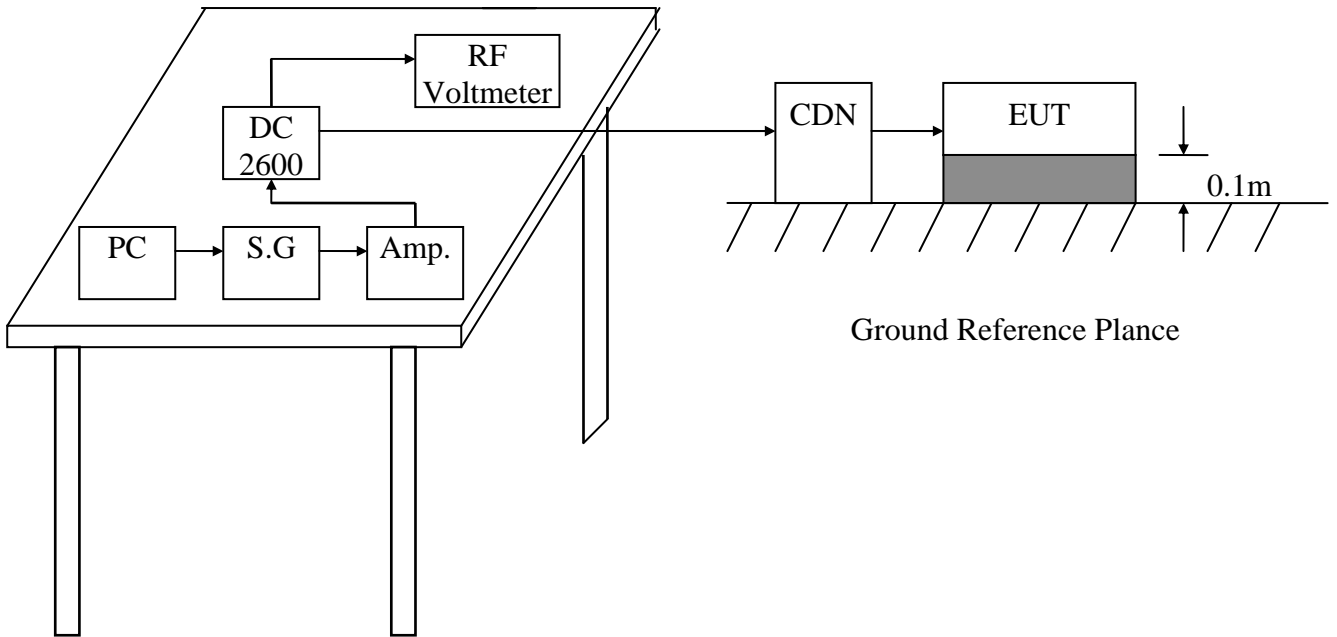 RF
Voltmeter
DC
2600
CDN
EUT
0.1m
PC
S.G
Amp.
Ground Reference Plance